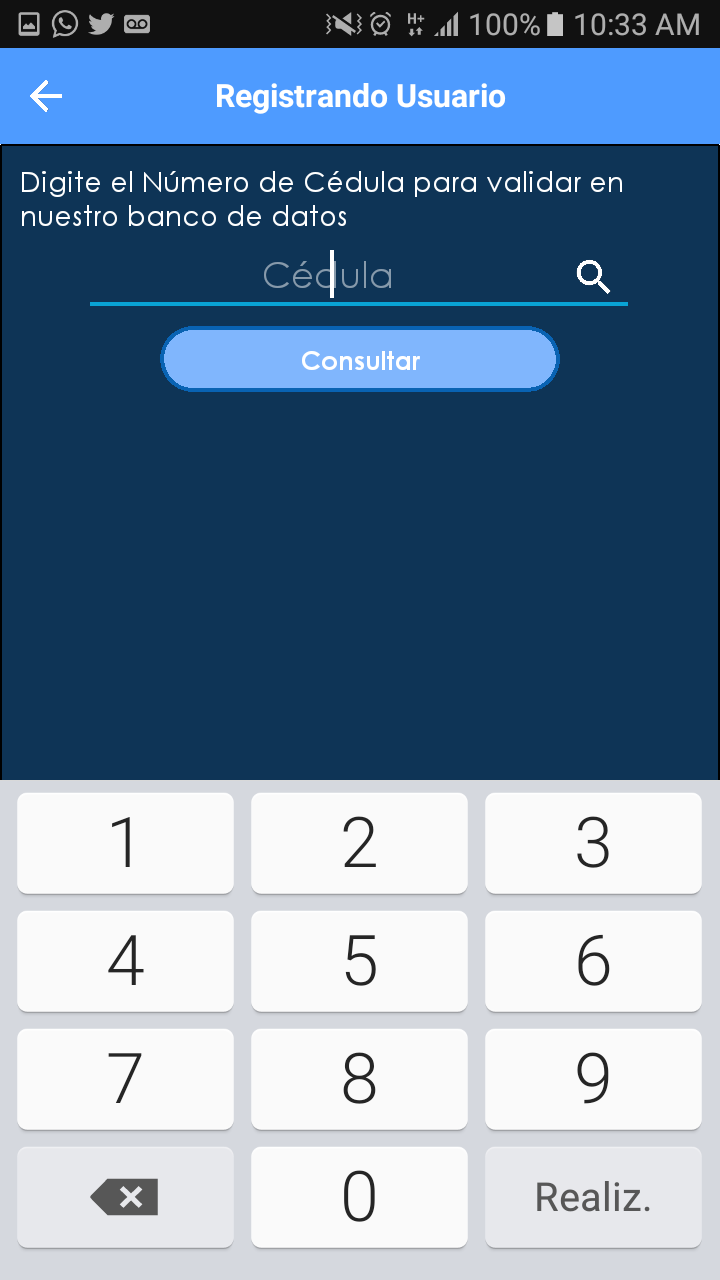 H+ 100% 10:33 AM
Registrando Usuario
Digite el Número de Cédula para validar en
nuestro banco de datos
Cédula
Consultar
1 2 3
4 5 6
7 8 9
0 Realiz.